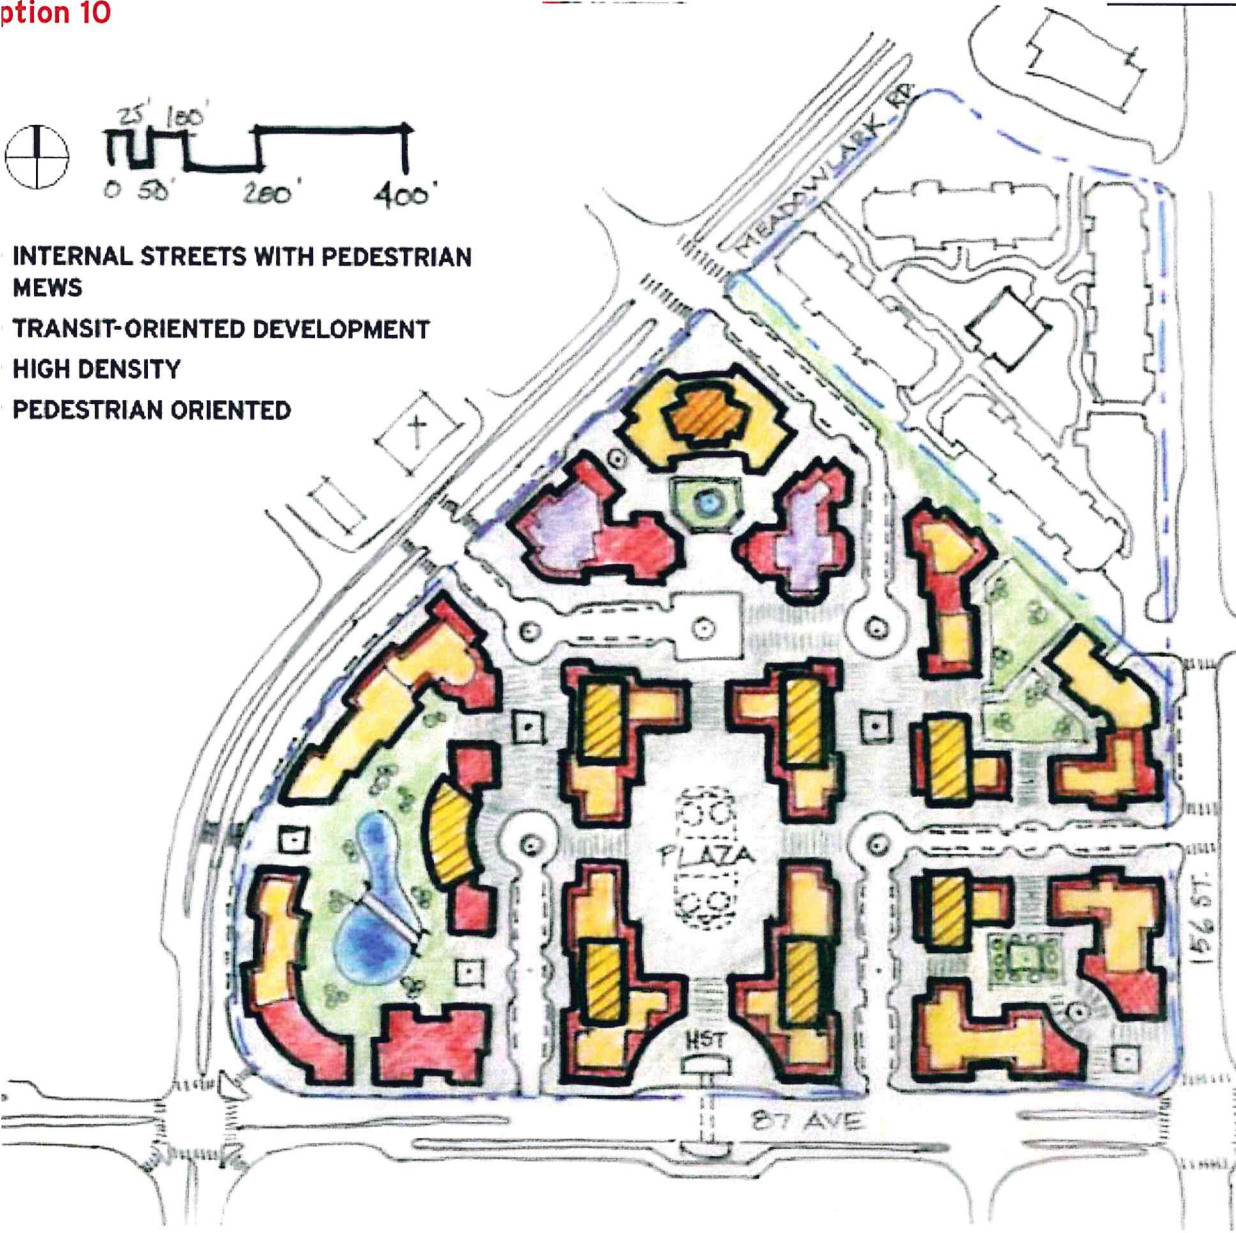 ption 10
25' 100'
0 50' 200' 400'
INTERNAL STREETS WITH PEDESTRIAN
MEWS
TRANSIT-ORIENTED DEVELOPMENT
HIGH DENSITY
PEDESTRIAN ORIENTED
MEADOWLARK RD.
PLAZA
156 ST.
HST
87 AVE